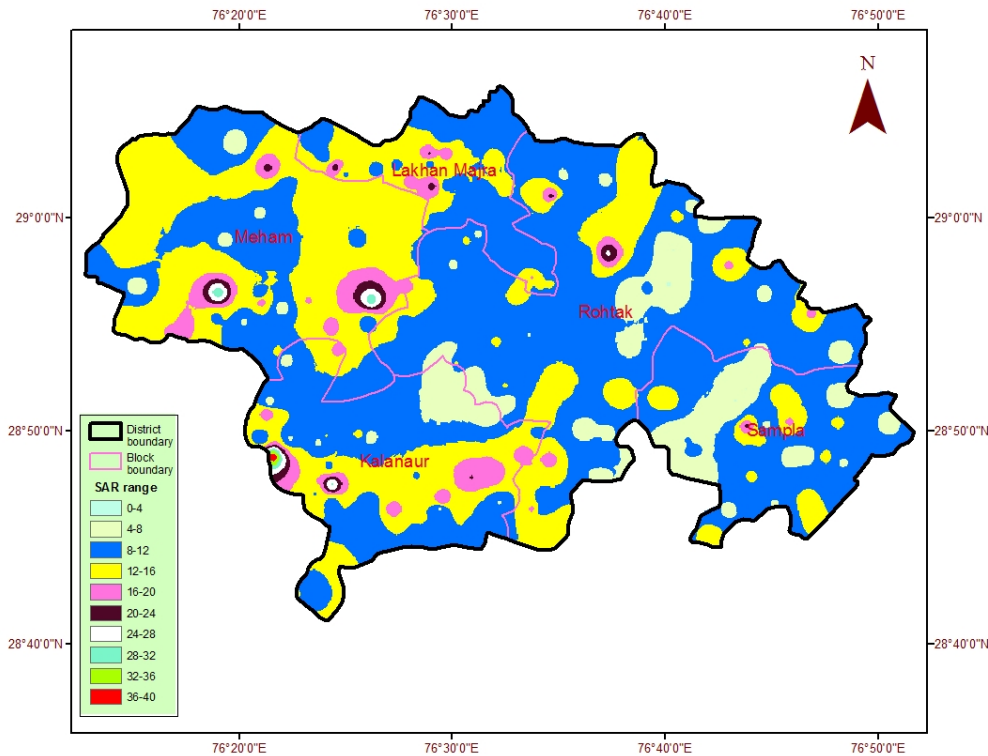 76°20'0"E 76°30'0"E 76°40'0"E 76°50'0"E
N
Lakhan Majra
29°0'0"N 29°0'0"N
Meham
Rohtak
28°50'0"N 28°50'0"N
Sampla
Kalanaur
District
boundary
Block
boundary
SAR range
0-4
4-8
8-12
12-16
16-20
20-24
24-28
28-32
32-36
36-40
28°40'0"N 28°40'0"N
76°20'0"E 76°30'0"E 76°40'0"E 76°50'0"E